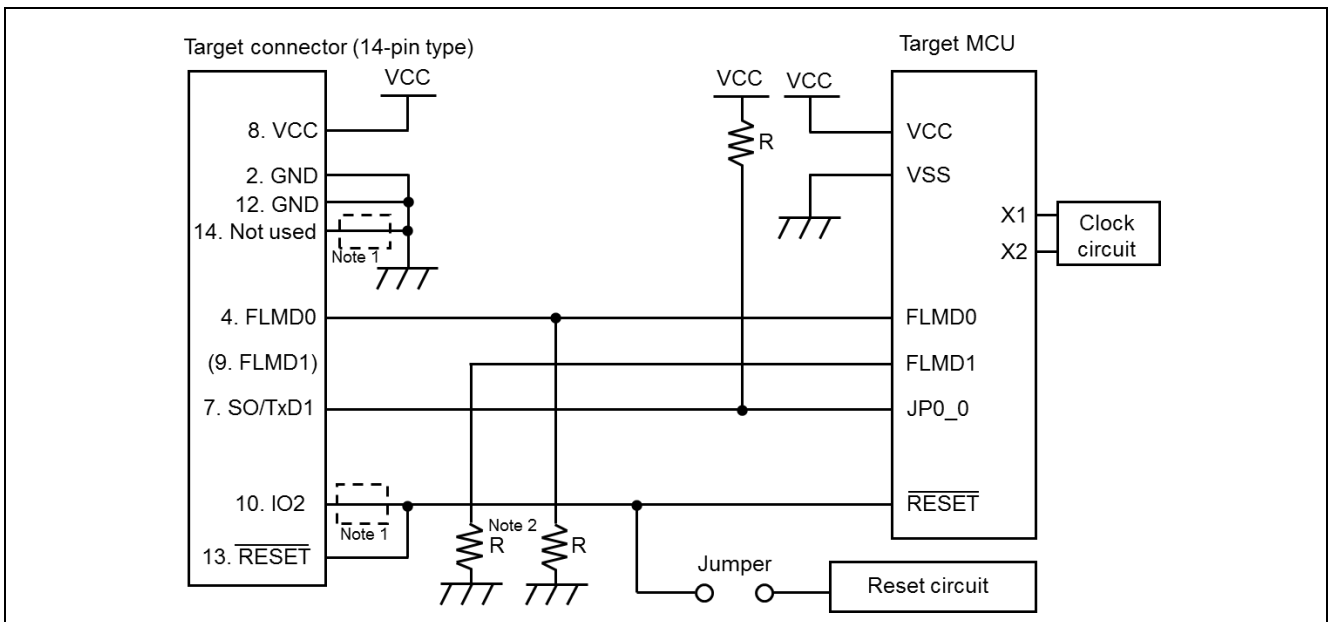 Target connector (14-pin type)
VCC
8. VCC
2. GND
12. GND
14. Not used
Note 1
4. FLMD0
(9. FLMD1)
7. SO/TxD1
10. IO2
Note 1
13. RESET
Note 2
R
R
VCC
R
VCC
Target MCU
VCC
VSS
X1
X2
Clock
circuit
FLMD0
FLMD1
JP0_0
RESET
Jumper
Reset circuit